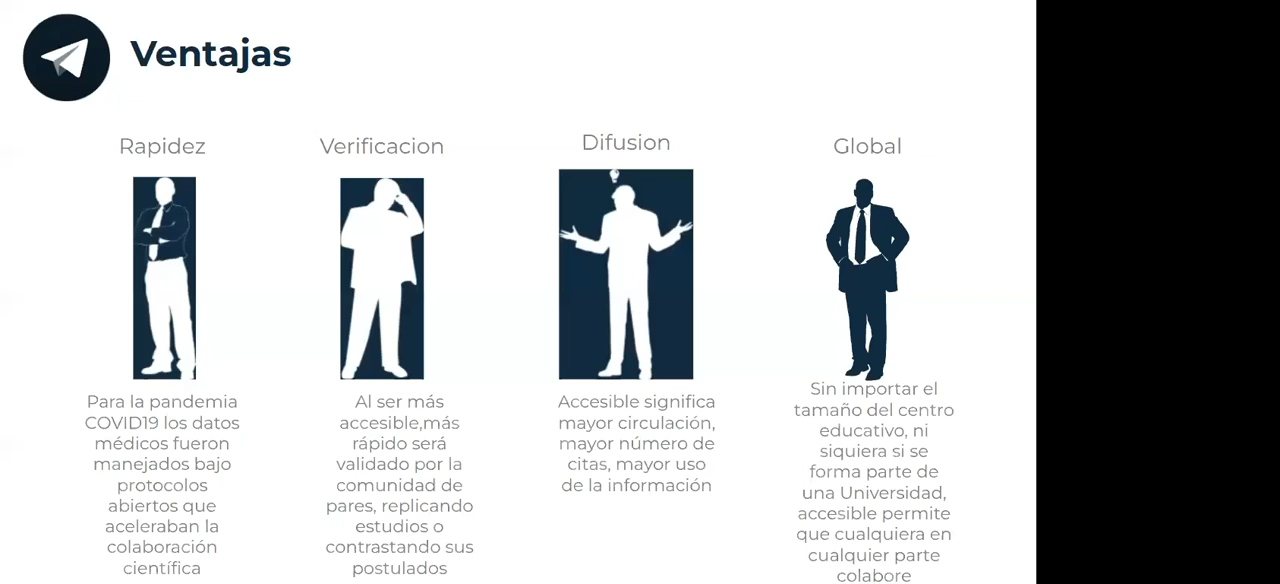 Ventajas
Rapidez
Para la pandemia
COVID19 los datos
médicos fueron
manejados bajo
protocolos
abiertos que
aceleraban la
colaboración
científica
Verificacion
Al ser más
accesible,más
rápido será
validado por la
comunidad de
pares, replicando
estudios o
contrastando sus
postulados
Difusion
Accesible significa
mayor circulación,
mayor número de
citas, mayor uso
de la información
Global
Sin importar el
tamaño del centro
educativo, ni
siquiera si se
forma parte de
una Universidad,
accesible permite
que cualquiera en
cualquier parte
colabore